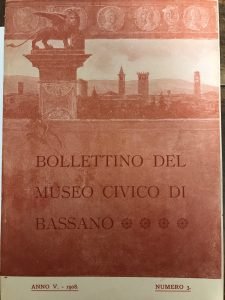 BOLLETTINO DEL
MUSEO CIVICO DI
BASSANO
ANNO V. - 1908.
NUMERO 3.